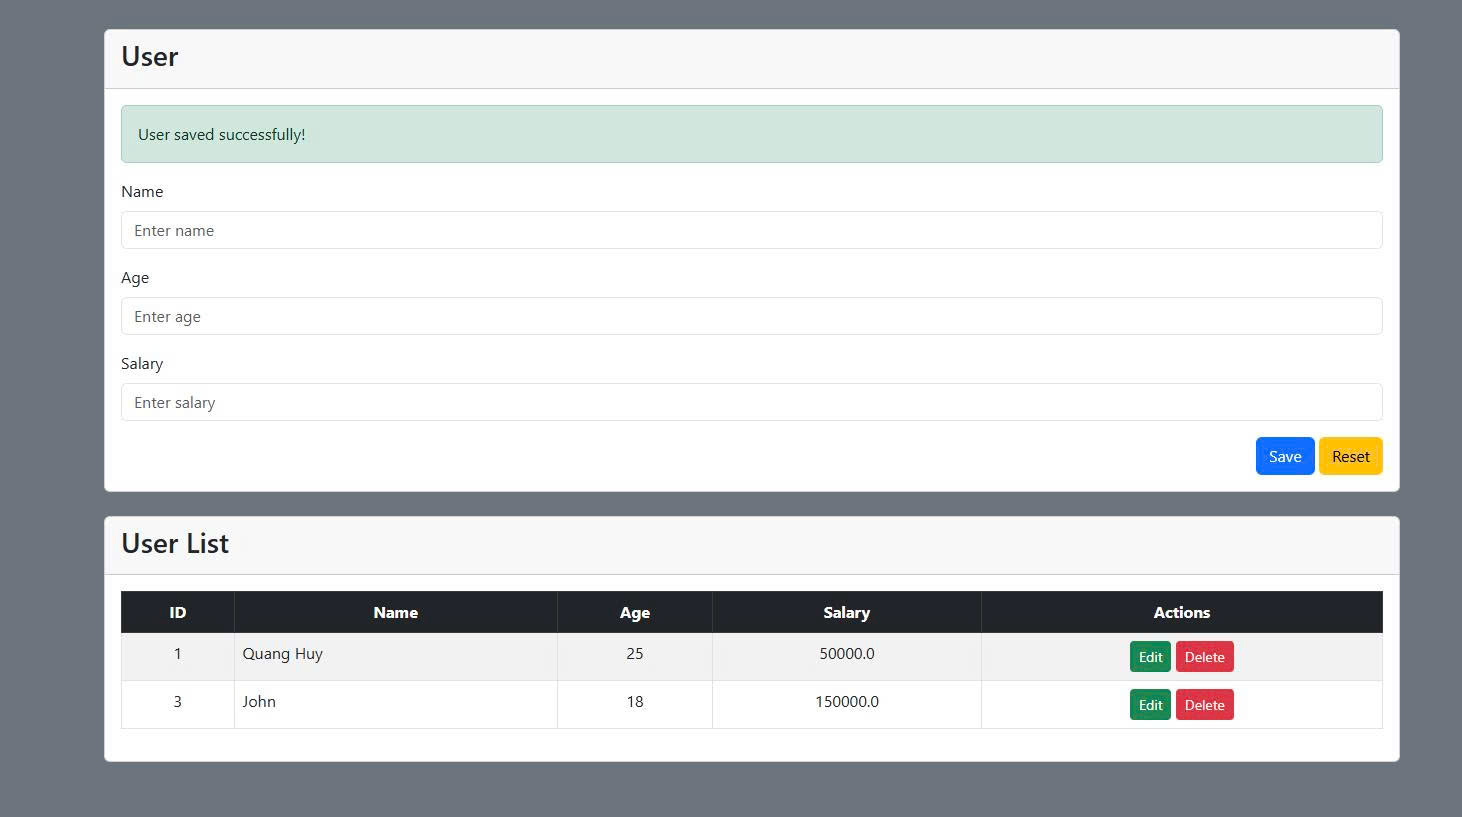 User
User saved successfully!
Name
Enter name
Age
Enter age
Salary
Enter salary
Save Reset
User List
ID Name Age Salary Actions
1 Quang Huy 25 50000.0 Edit Delete
3 John 18 150000.0 Edit Delete